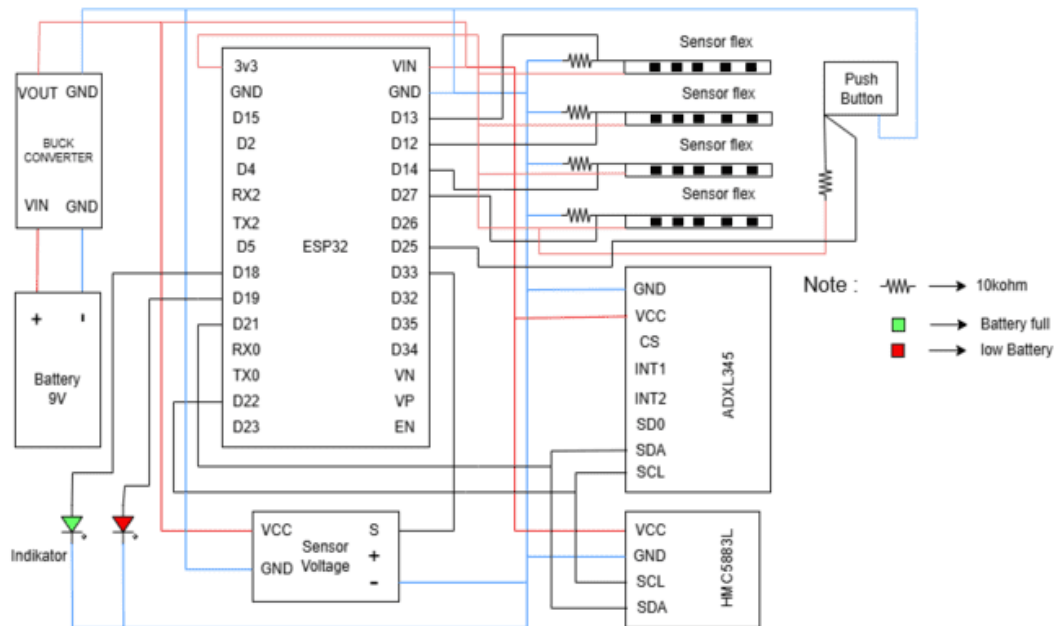 VOUT GND
BUCK
CONVERTER
VIN GND
+ -
Battery
9V
Indikator
3v3
GND
D15
D2
D4
RX2
TX2
D5
D18
D19
D21
RX0
TX0
D22
D23
ESP32
VIN
GND
D13
D12
D14
D27
D26
D25
D33
D32
D35
D34
VN
VP
EN
Sensor flex
Sensor flex
Sensor flex
Sensor flex
Push
Button
VCC
GND
Sensor
Voltage
S
+
-
GND
VCC
CS
INT1
INT2
SD0
SDA
SCL
ADXL345
VCC
GND
SCL
SDA
HMC5883L
Note : 10kohm
Battery full
low Battery